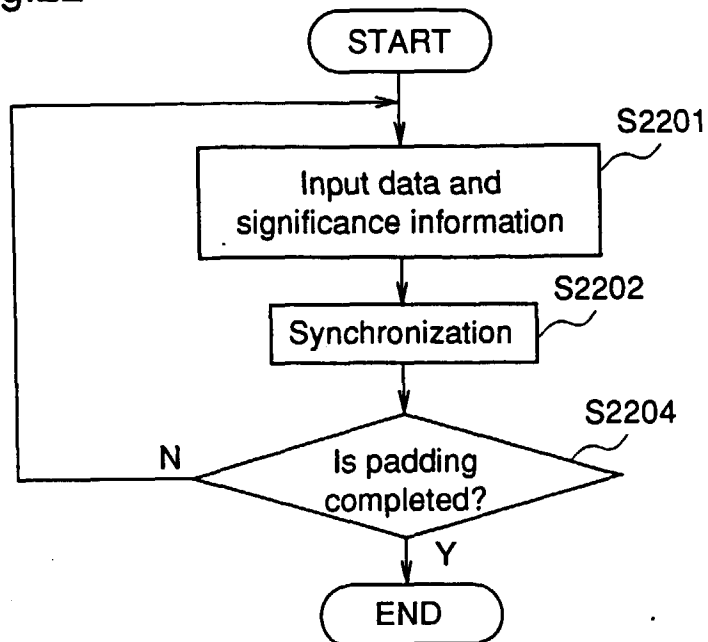 START
S2201
Input data and
significance information
S2202
Synchronization
S2204
N
Is padding
completed?
Y
END